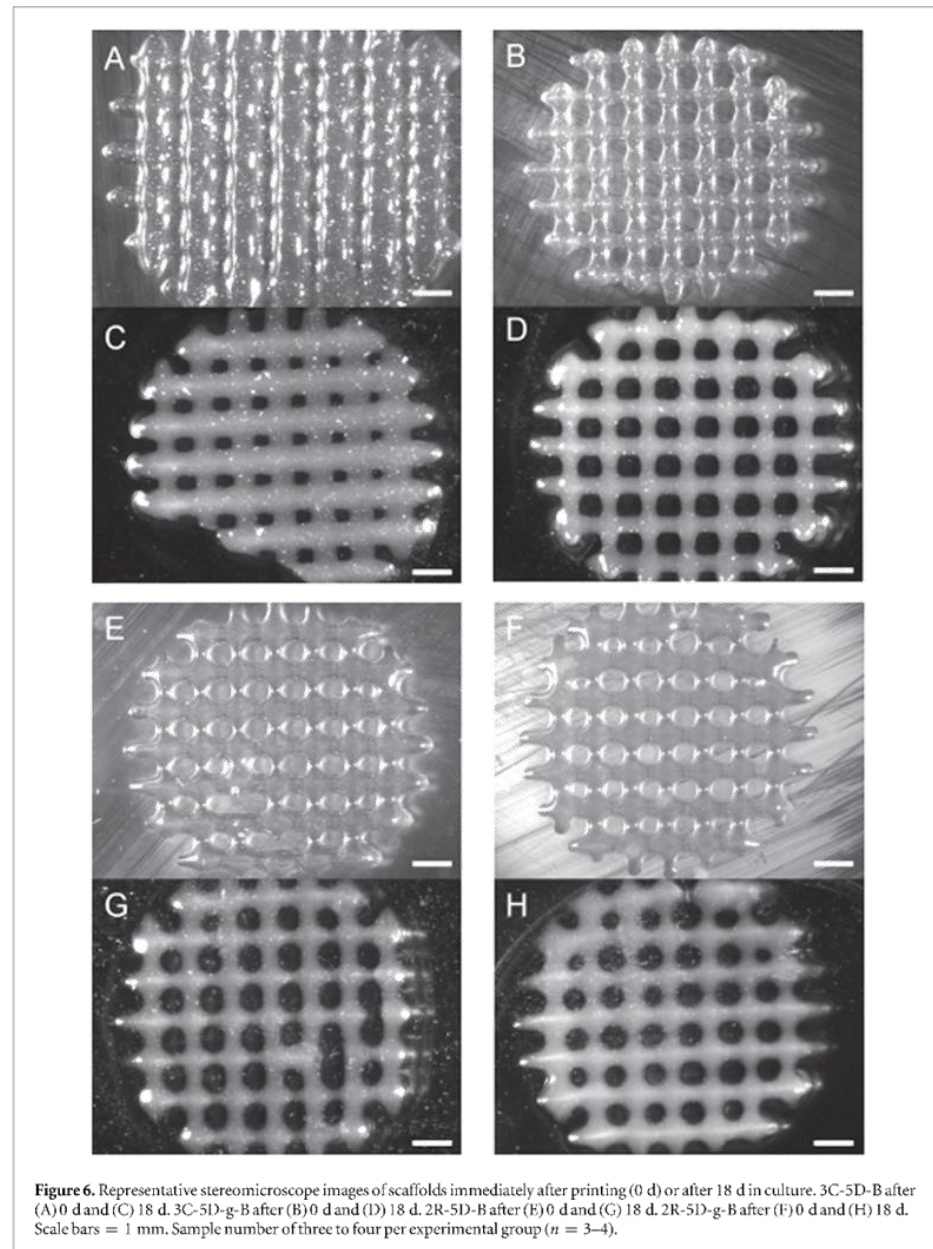 A
B
C
D
E
F
G
H
Figure 6. Representative stereomicroscope images of scaffolds immediately after printing (0 d) or after 18 d in culture. 3C-5D-B after
(A) 0 d and (C) 18 d. 3C-5D-g-B after (B) 0 d and (D) 18 d. 2R-5D-B after (E) 0 d and (G) 18 d. 2R-5D-g-B after (F) 0 d and (H) 18 d.
Scale bars = 1 mm. Sample number of three to four per experimental group (n = 3–4).